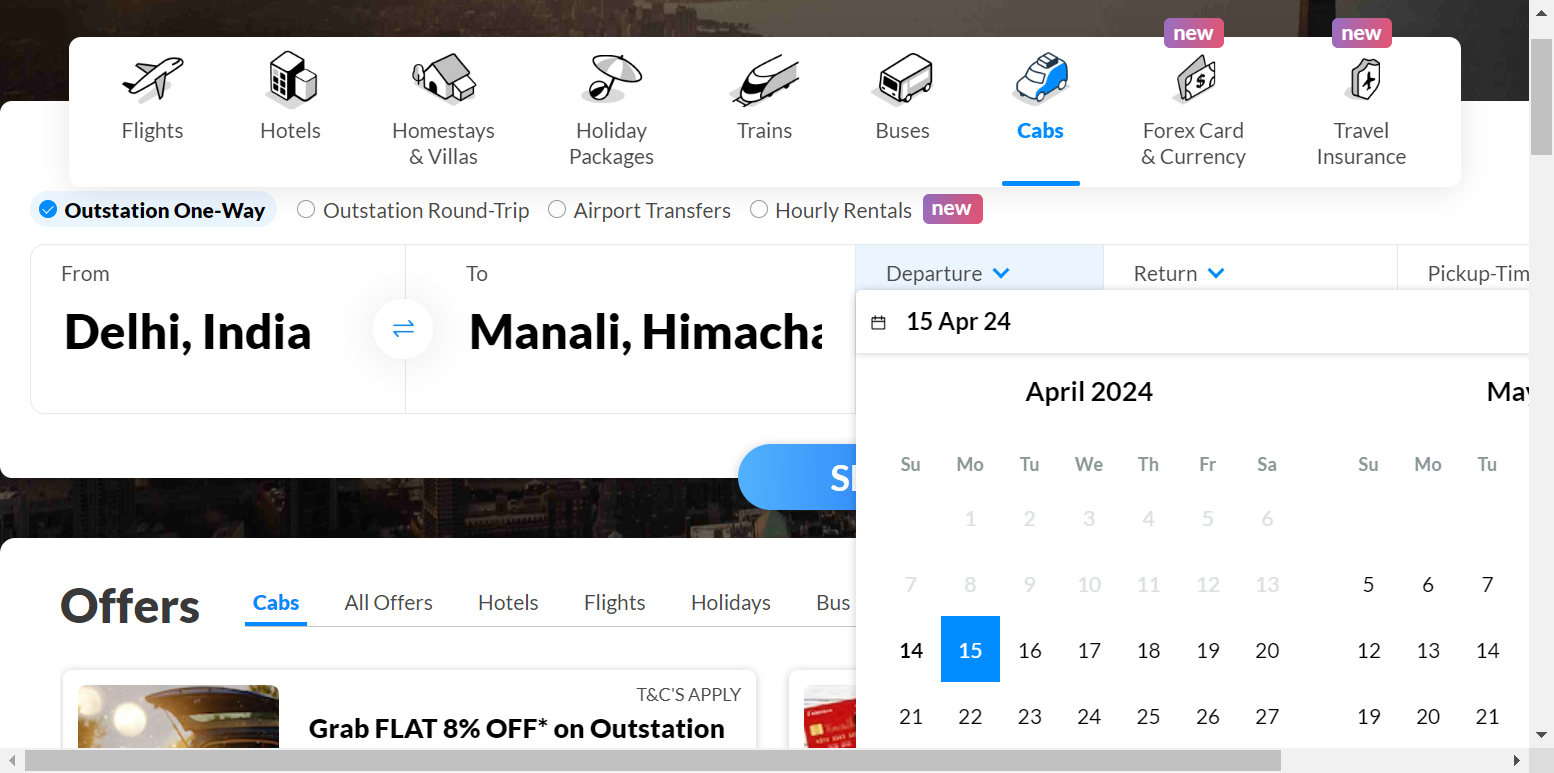 new
new
Flights
Hotels
Homestays
& Villas
Holiday
Packages
Trains
Buses
Cabs
Forex Card
& Currency
Travel
Insurance
Outstation One-Way
Outstation Round-Trip
Airport Transfers
Hourly Rentals
new
From
To
Departure
Return
Pickup-Tim
Delhi, India
Manali, Himacha
15 Apr 24
April 2024
May
Su Mo Tu We Th Fr Sa
Su Mo Tu
1 2 3 4 5 6
7 8 9 10 11 12 13
5 6 7
14 15 16 17 18 19 20
12 13 14
21 22 23 24 25 26 27
19 20 21
Offers
Cabs
All Offers
Hotels
Flights
Holidays
Bus
T&C'S APPLY
Grab FLAT 8% OFF* on Outstation